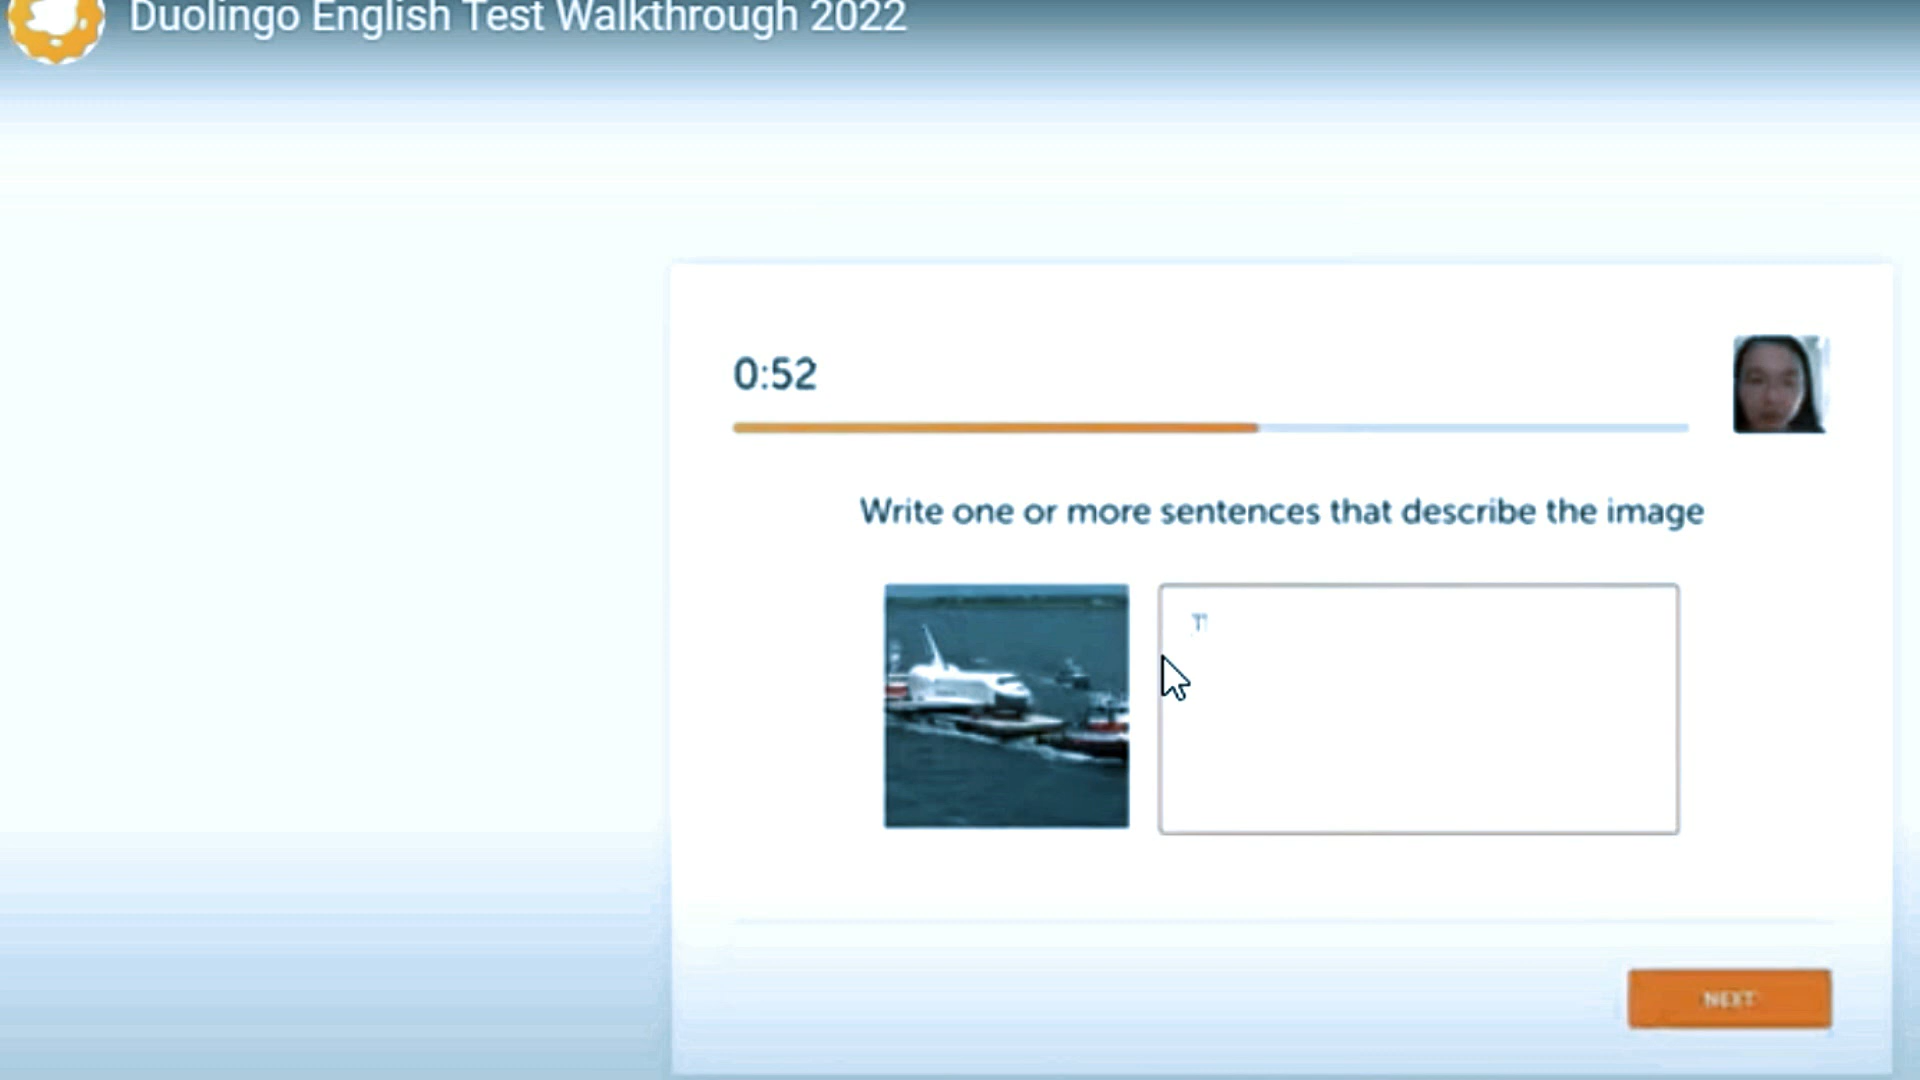 Duolingo English Test Walkthrough 2022
0:52
Write one or more sentences that describe the image
NEXT